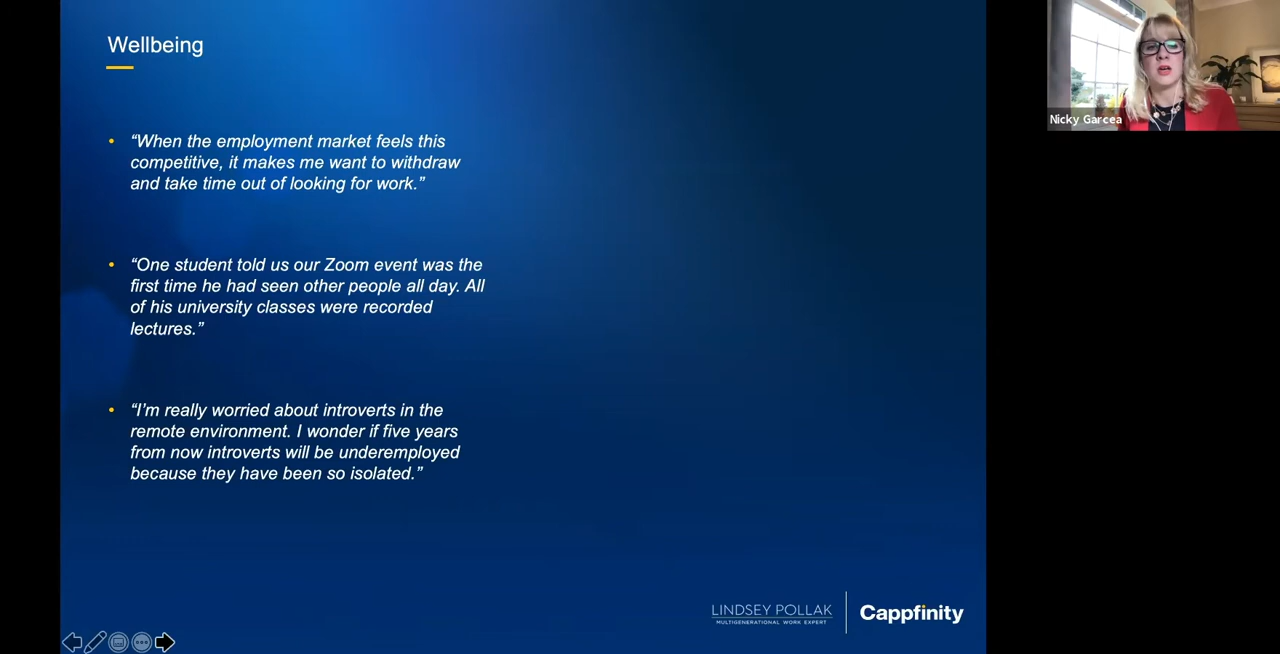 Wellbeing
• “When the employment market feels this
competitive, it makes me want to withdraw
and take time out of looking for work.”
• “One student told us our Zoom event was the
first time he had seen other people all day. All
of his university classes were recorded
lectures.”
• “I’m really worried about introverts in the
remote environment. I wonder if five years
from now introverts will be underemployed
because they have been so isolated.”
LINDSEY POLLAK
MULTIGENERATIONAL WORK EXPERT
Cappfinity
Nicky Garcea